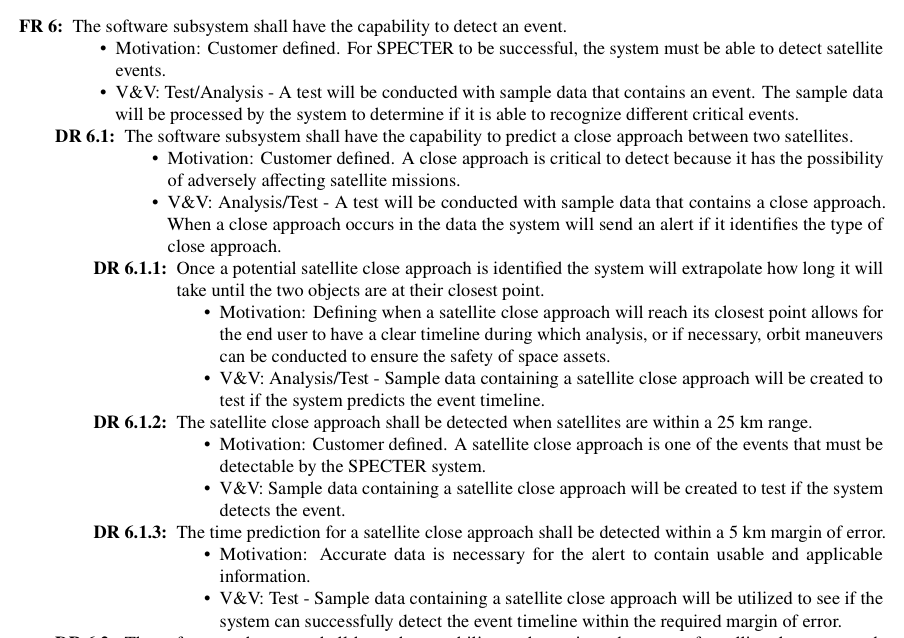 FR 6: The software subsystem shall have the capability to detect an event.
• Motivation: Customer defined. For SPECTER to be successful, the system must be able to detect satellite
events.
• V&V: Test/Analysis - A test will be conducted with sample data that contains an event. The sample data
will be processed by the system to determine if it is able to recognize different critical events.
DR 6.1: The software subsystem shall have the capability to predict a close approach between two satellites.
• Motivation: Customer defined. A close approach is critical to detect because it has the possibility
of adversely affecting satellite missions.
• V&V: Analysis/Test - A test will be conducted with sample data that contains a close approach.
When a close approach occurs in the data the system will send an alert if it identifies the type of
close approach.
DR 6.1.1: Once a potential satellite close approach is identified the system will extrapolate how long it will
take until the two objects are at their closest point.
• Motivation: Defining when a satellite close approach will reach its closest point allows for
the end user to have a clear timeline during which analysis, or if necessary, orbit maneuvers
can be conducted to ensure the safety of space assets.
• V&V: Analysis/Test - Sample data containing a satellite close approach will be created to
test if the system predicts the event timeline.
DR 6.1.2: The satellite close approach shall be detected when satellites are within a 25 km range.
• Motivation: Customer defined. A satellite close approach is one of the events that must be
detectable by the SPECTER system.
• V&V: Sample data containing a satellite close approach will be created to test if the system
detects the event.
DR 6.1.3: The time prediction for a satellite close approach shall be detected within a 5 km margin of error.
• Motivation: Accurate data is necessary for the alert to contain usable and applicable
information.
• V&V: Test - Sample data containing a satellite close approach will be utilized to see if the
system can successfully detect the event timeline within the required margin of error.